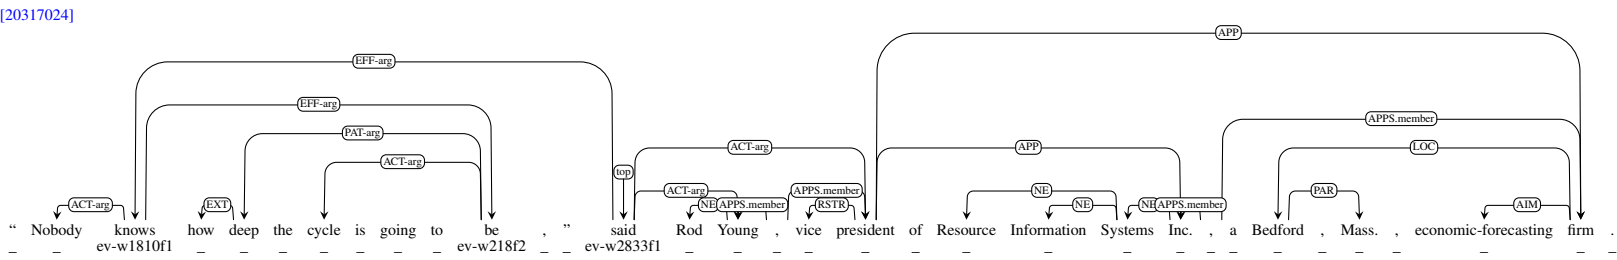 [20317024]
APP
EFF-arg
EFF-arg
APPS.member
PAT-arg
ACT-arg APP LOC
ACT-arg
top
ACT-arg APPS.member NE PAR
ACT-arg EXT NE APPS.member RSTR NE NE APPS.member AIM
“ Nobody knows how deep the cycle is going to be , ” said Rod Young , vice president of Resource Information Systems Inc. , a Bedford , Mass. , economic-forecasting firm .
ev-w1810f1 ev-w218f2 ev-w2833f1
_ _ _ _ _ _ _ _ _ _ _ _ _ _ _ _ _ _ _ _ _ _ _ _ _ _ _ _ _ _